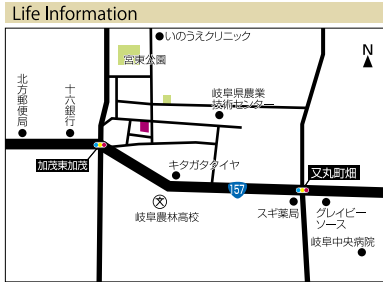 Life Information
いのうえクリニック
宮東公園
N
北方郵便局
十六銀行
岐阜県農業
技術センター
加茂東加茂
キタガタダイヤ
又丸町畑
157
文
岐阜農林高校
スギ薬局
グレイビー
ソース
岐阜中央病院